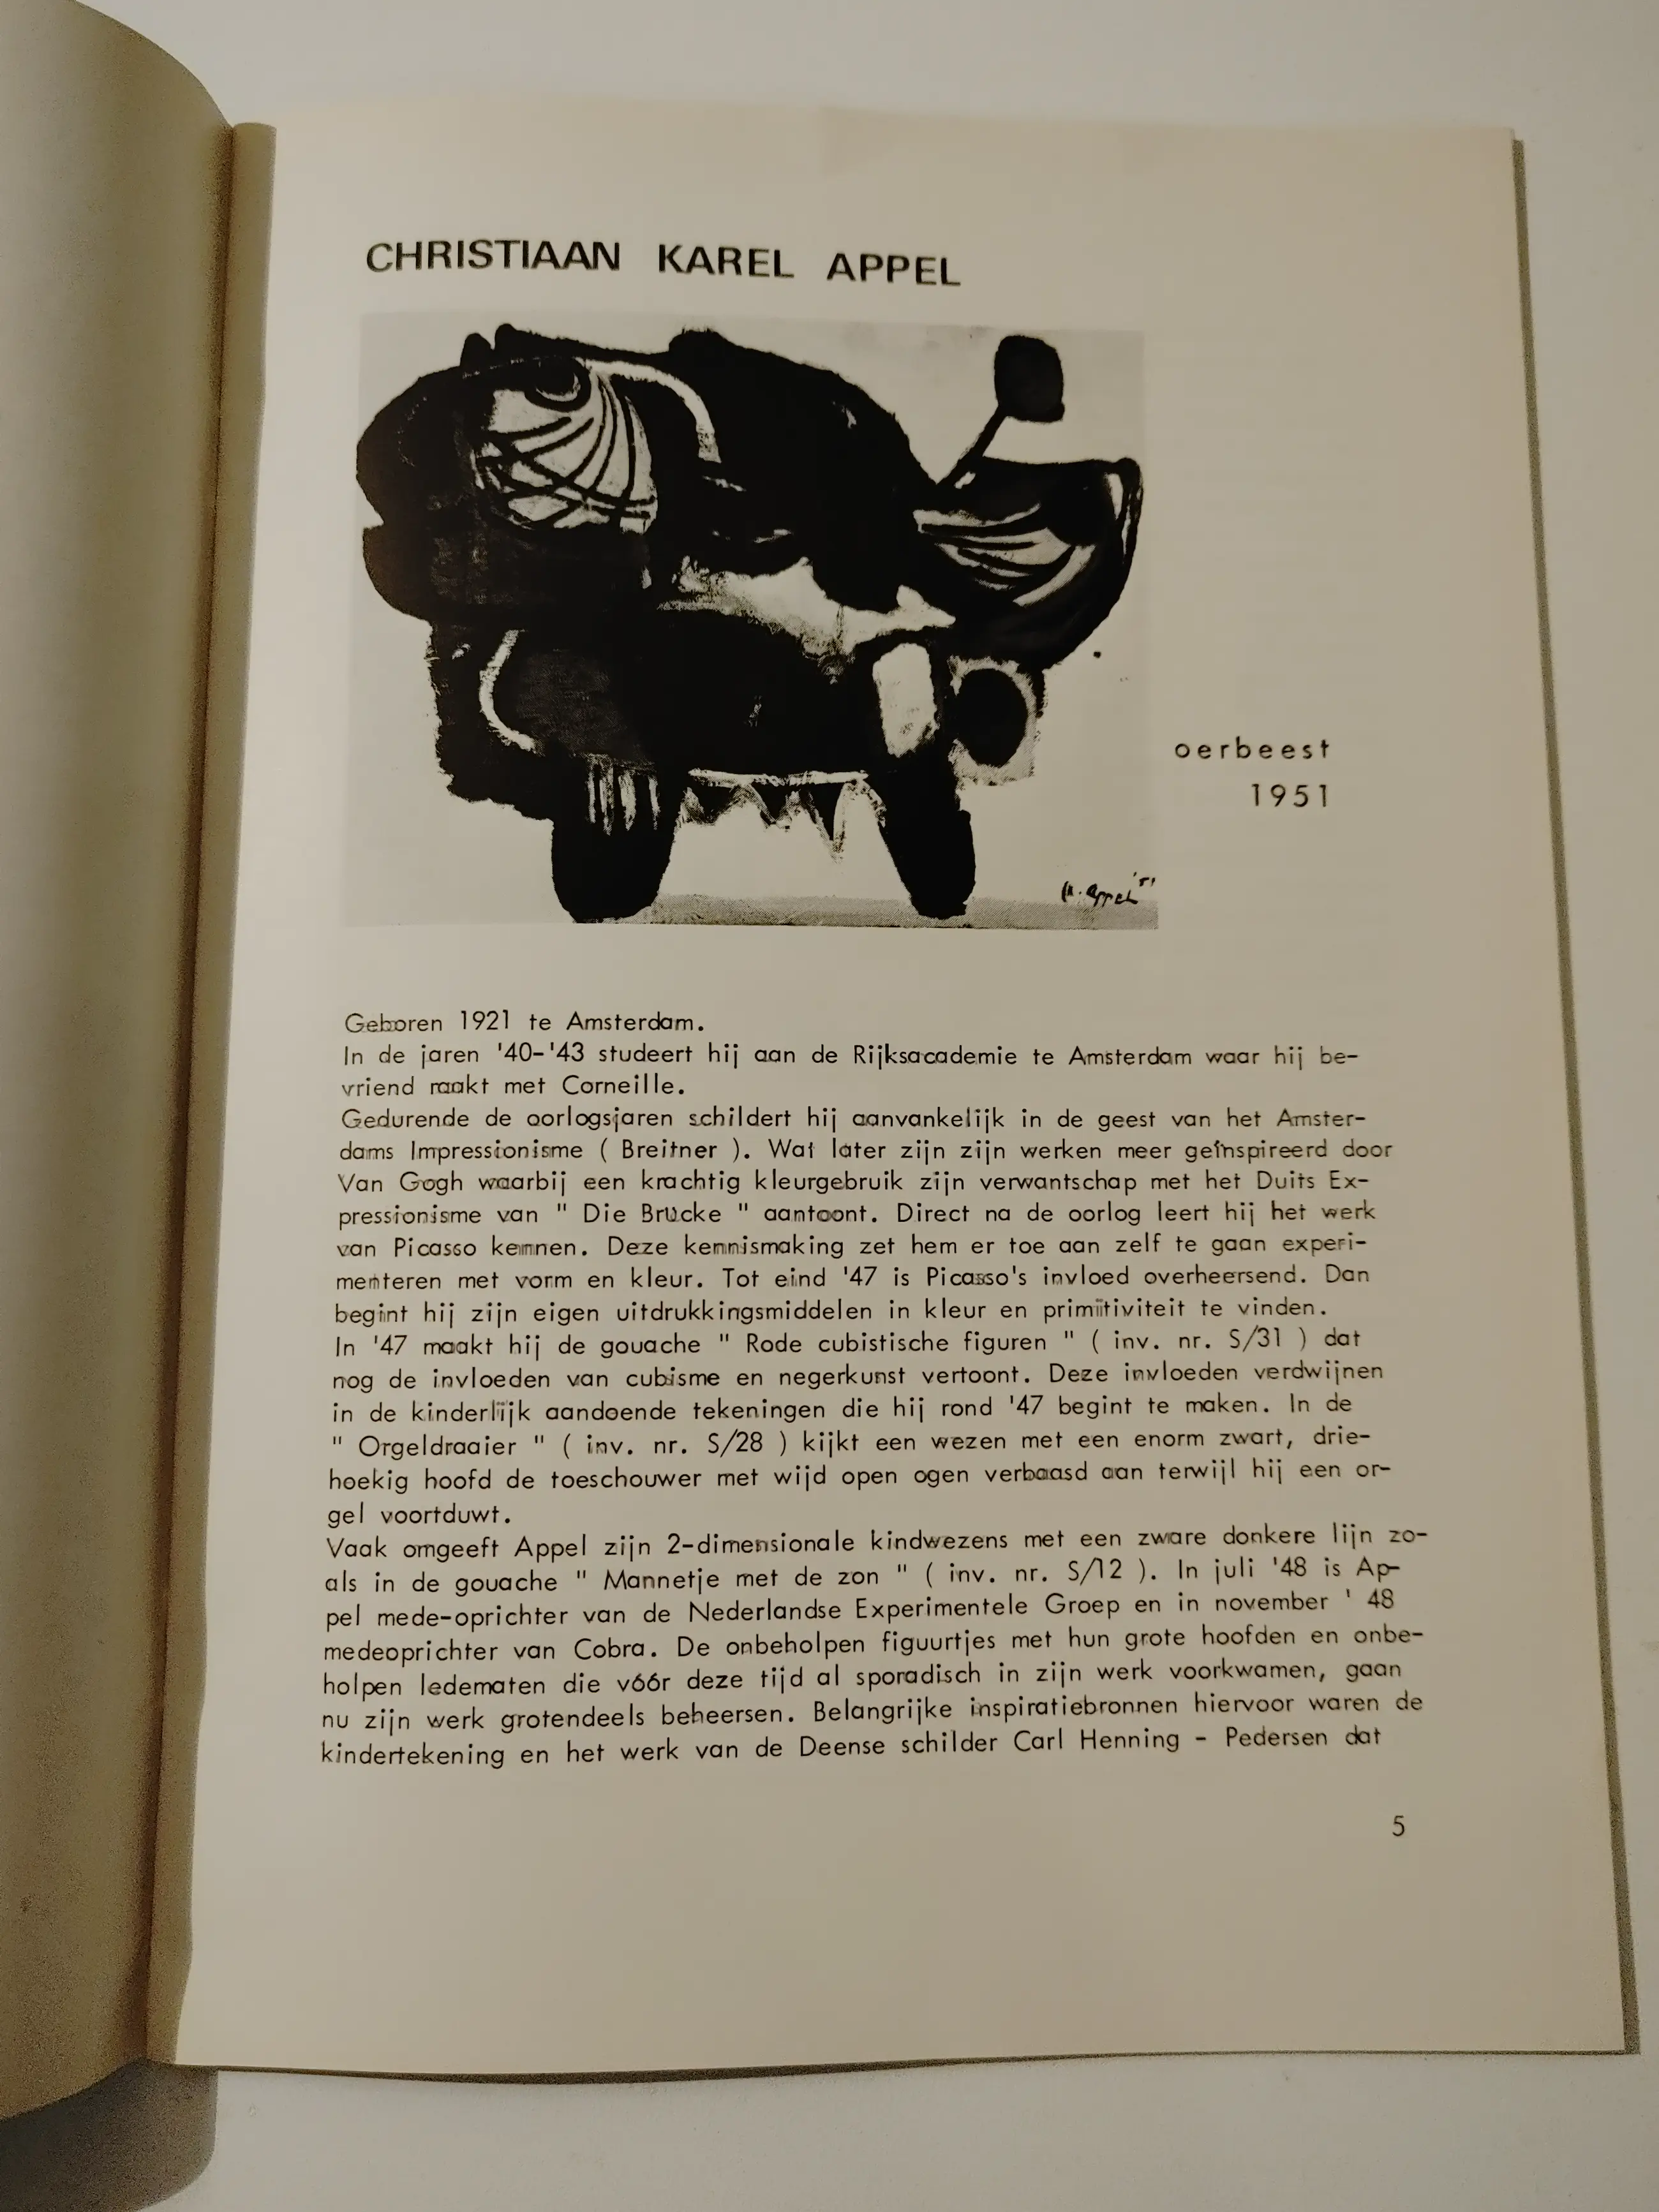 CHRISTIAAN KAREL APPEL
oerbeest
1951
K. Appel '51
Geboren 1921 te Amsterdam.
In de jaren '40-'43 studeert hij aan de Rijksacademie te Amsterdam waar hij be-
vriend raakt met Corneille.
Gedurende de oorlogsjaren schildert hij aanvankelijk in de geest van het Amster-
dams Impressionisme ( Breitner ). Wat later zijn zijn werken meer geïnspireerd door
Van Gogh waarbij een krachtig kleurgebruik zijn verwantschap met het Duits Ex-
pressionisme van " Die Brücke " aantoont. Direct na de oorlog leert hij het werk
van Picasso kennen. Deze kennismaking zet hem er toe aan zelf te gaan experi-
menteren met vorm en kleur. Tot eind '47 is Picasso's invloed overheersend. Dan
begint hij zijn eigen uitdrukkingsmiddelen in kleur en primitiviteit te vinden.
In '47 maakt hij de gouache " Rode cubistische figuren " ( inv. nr. S/31 ) dat
nog de invloeden van cubisme en negerkunst vertoont. Deze invloeden verdwijnen
in de kinderlijk aandoende tekeningen die hij rond '47 begint te maken. In de
" Orgeldraaier " ( inv. nr. S/28 ) kijkt een wezen met een enorm zwart, drie-
hoekig hoofd de toeschouwer met wijd open ogen verbaasd aan terwijl hij een or-
gel voortduwt.
Vaak omgeeft Appel zijn 2-dimensionale kindwezens met een zware donkere lijn zo-
als in de gouache " Mannetje met de zon " ( inv. nr. S/12 ). In juli '48 is Ap-
pel mede-oprichter van de Nederlandse Experimentele Groep en in november ' 48
medeoprichter van Cobra. De onbeholpen figuurtjes met hun grote hoofden en onbe-
holpen ledematen die vóór deze tijd al sporadisch in zijn werk voorkwamen, gaan
nu zijn werk grotendeels beheersen. Belangrijke inspiratiebronnen hiervoor waren de
kindertekening en het werk van de Deense schilder Carl Henning - Pedersen dat
5